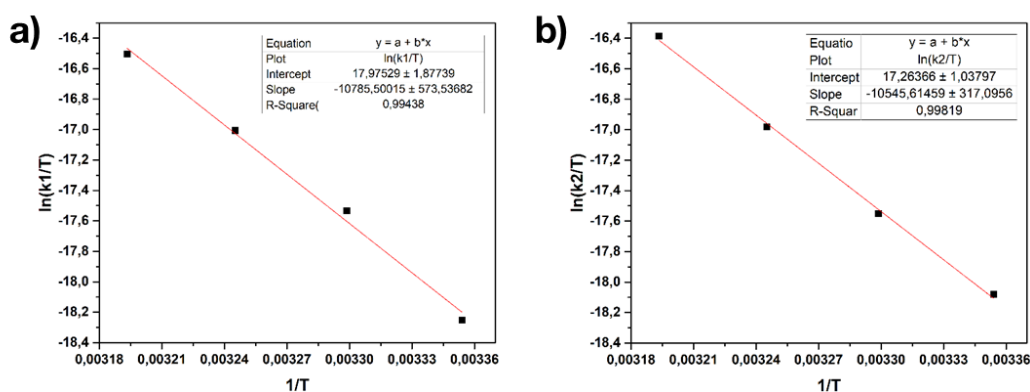 a)
Equation y = a + b*x
Plot ln(k1/T)
Intercept 17,97529 ± 1,87739
Slope -10785,50015 ± 573,53682
R-Square( 0,99438
-16,4
-16,6
-16,8
-17,0
-17,2
-17,4
-17,6
-17,8
-18,0
-18,2
-18,4
ln(k1/T)
0,00318 0,00321 0,00324 0,00327 0,00330 0,00333 0,00336
1/T
b)
Equatio y = a + b*x
Plot ln(k2/T)
Intercept 17,26366 ± 1,03797
Slope -10545,61459 ± 317,0956
R-Squar 0,99819
-16,4
-16,6
-16,8
-17,0
-17,2
-17,4
-17,6
-17,8
-18,0
-18,2
-18,4
ln(k2/T)
0,00318 0,00321 0,00324 0,00327 0,00330 0,00333 0,00336
1/T